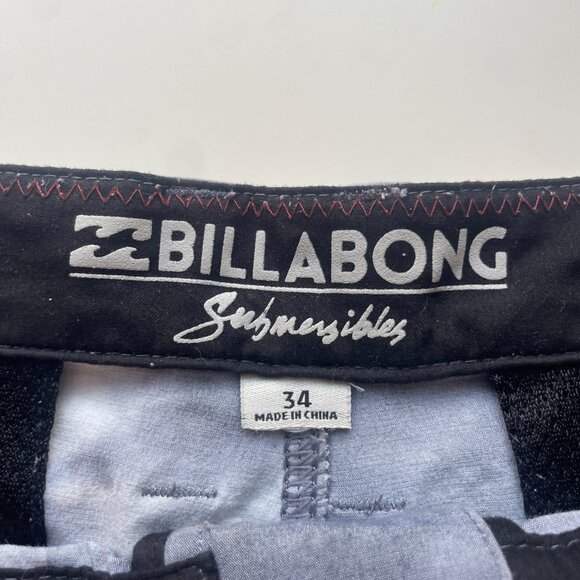 BILLABONG
Submersibles
34
MADE IN CHINA